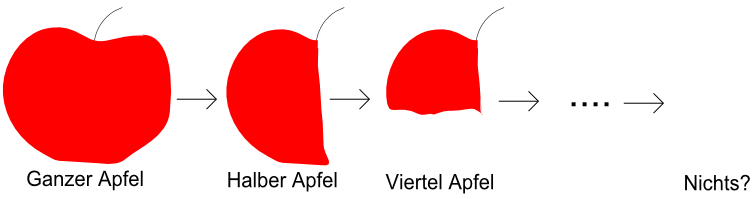 Ganzer Apfel
Halber Apfel
Viertel Apfel
....
Nichts?